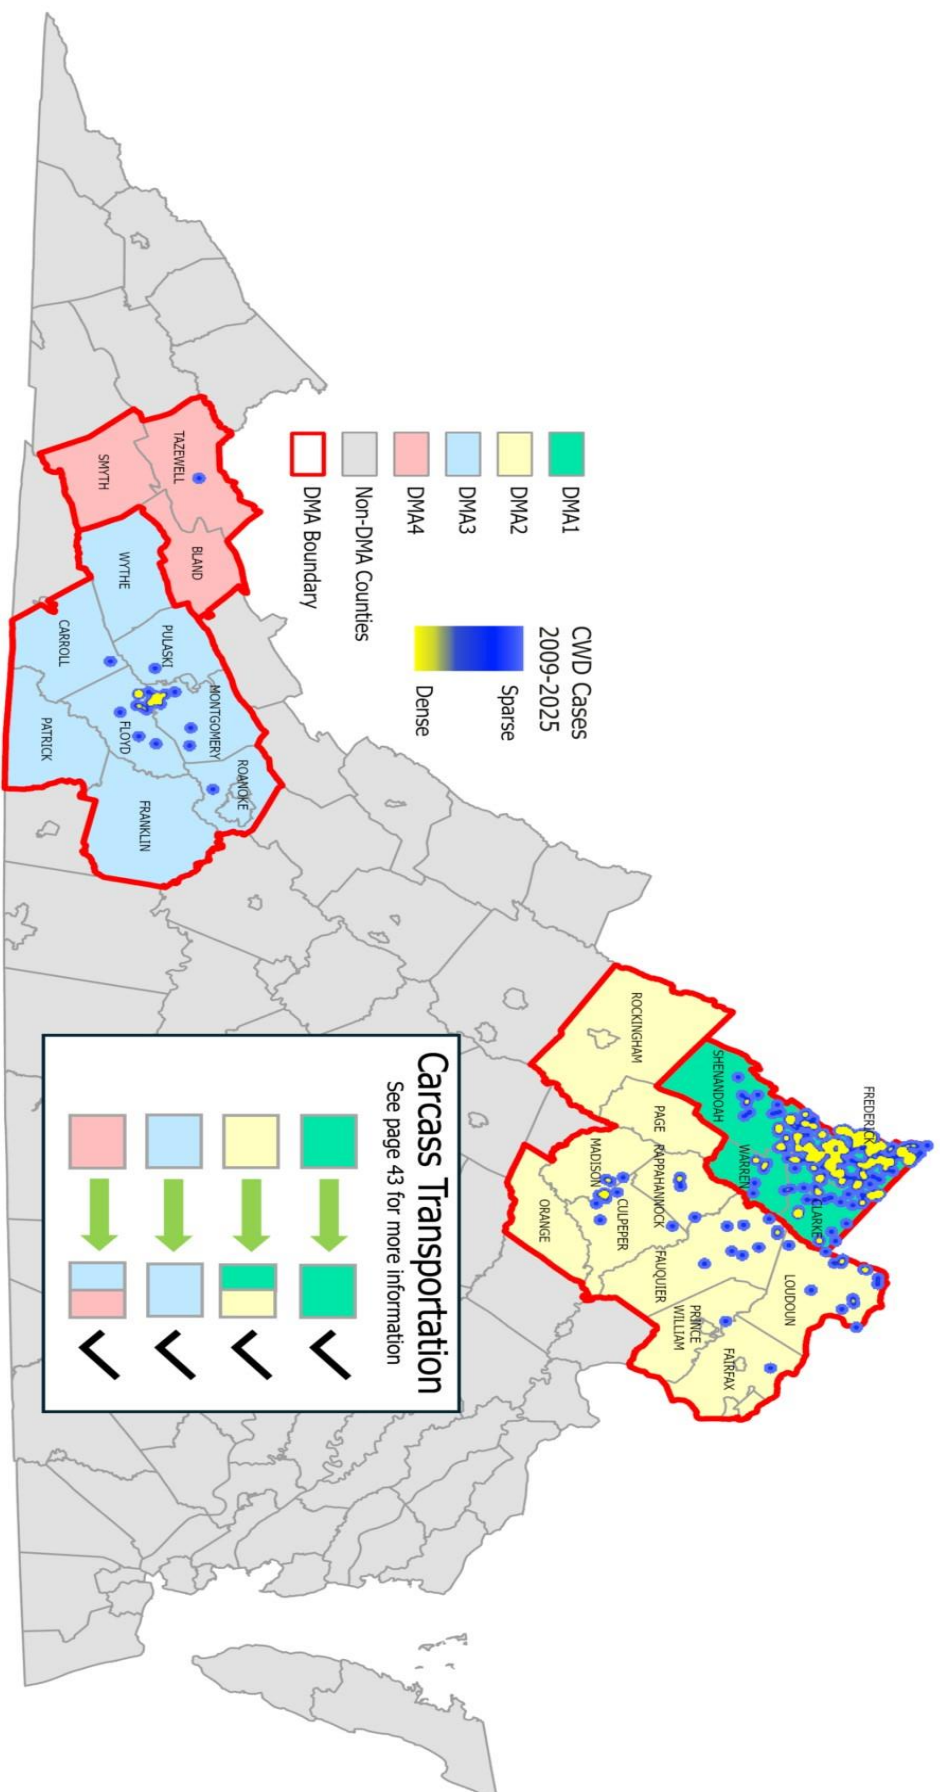 DMA1
DMA2
DMA3
DMA4
Non-DMA Counties
DMA Boundary
CWD Cases
2009-2025
Sparse
Dense
FREDERICK
SHENANDOAH
WARREN
CLARKE
LOUDOUN
ROCKINGHAM
PAGE
RAPPAHANNOCK
FAUQUIER
PRINCE
WILLIAM
FAIRFAX
MADISON
CULPEPER
ORANGE
TAZEWELL
BLAND
SMYTH
WYTHE
PULASKI
MONTGOMERY
ROANOKE
CARROLL
FLOYD
FRANKLIN
PATRICK
Carcass Transportation
See page 43 for more information